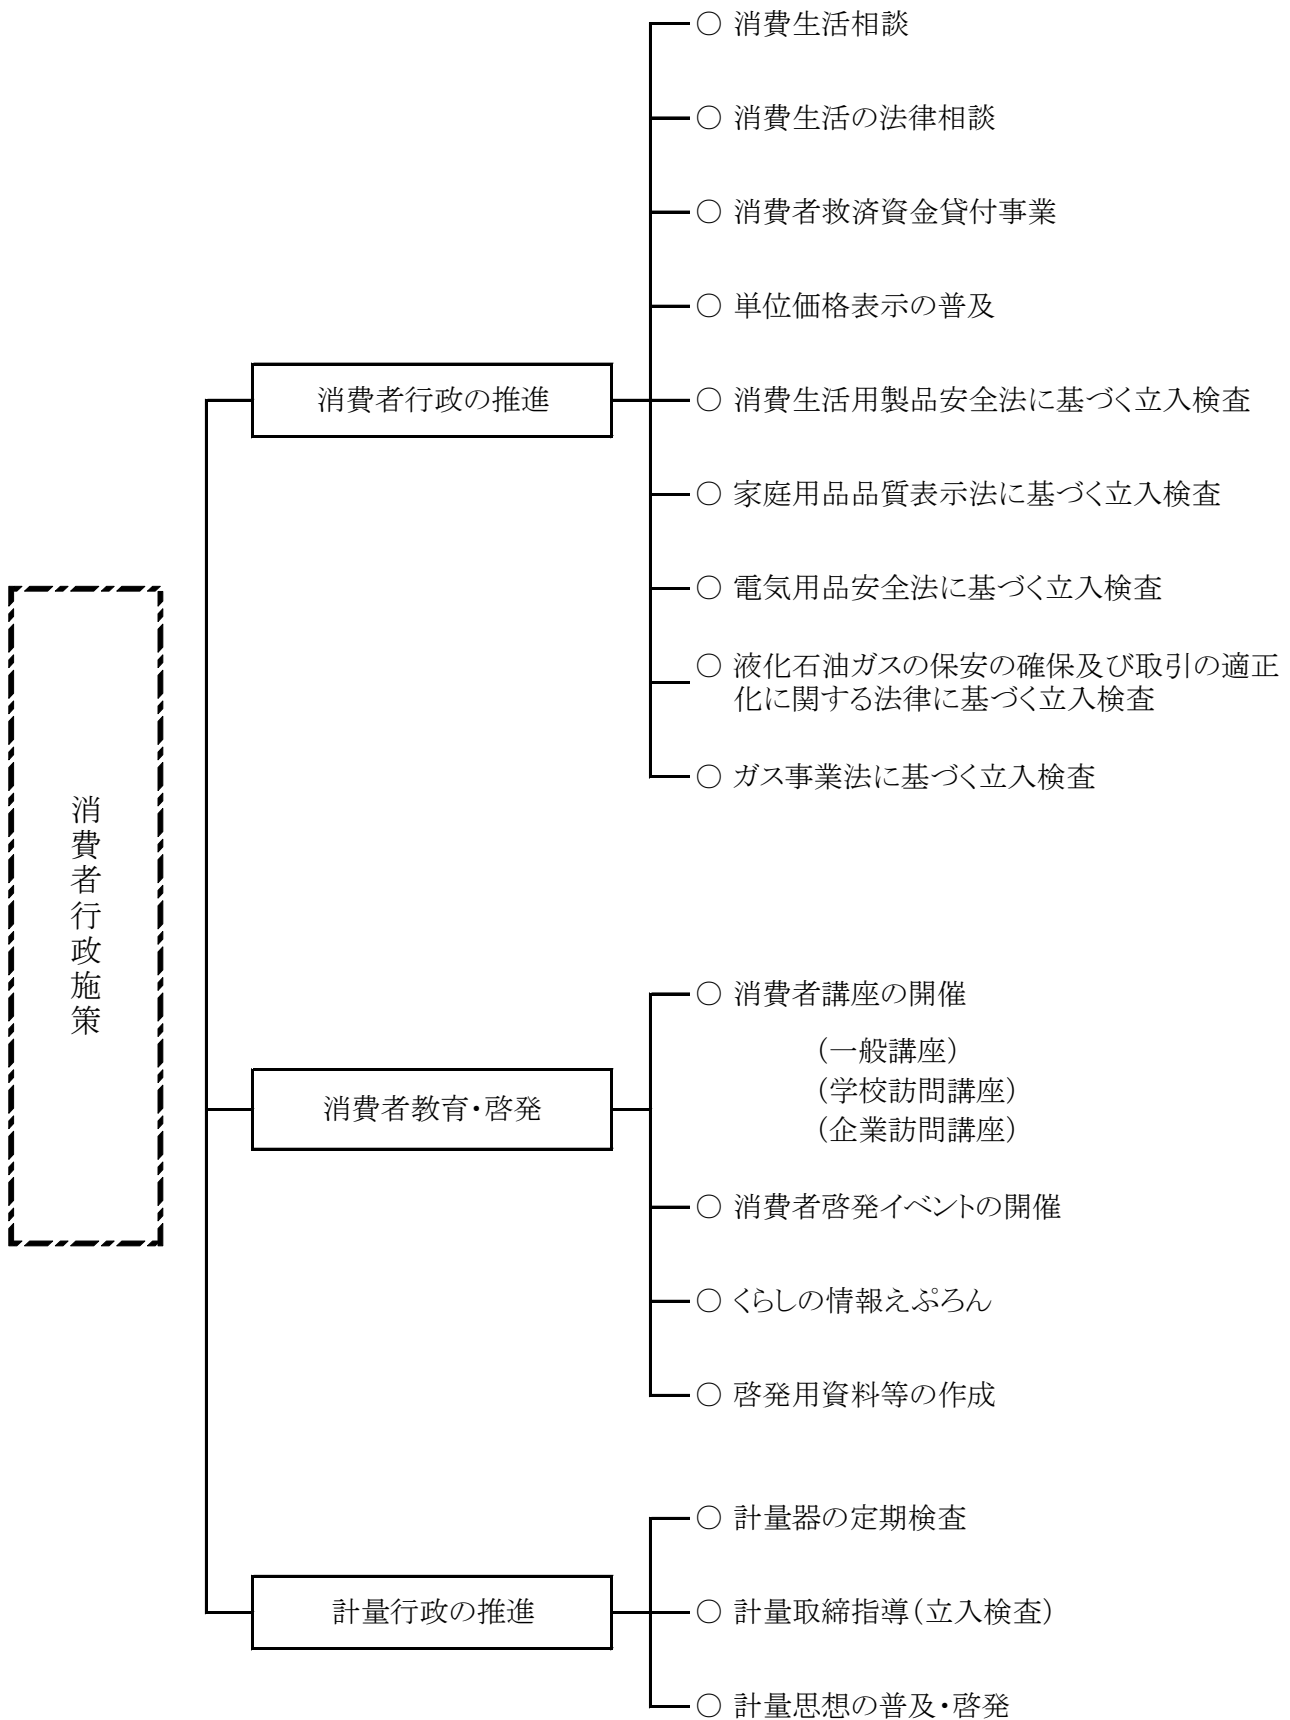 消費者行政施策
消費者行政の推進
○ 消費生活相談
○ 消費生活の法律相談
○ 消費者救済資金貸付事業
○ 単位価格表示の普及
○ 消費生活用製品安全法に基づく立入検査
○ 家庭用品品質表示法に基づく立入検査
○ 電気用品安全法に基づく立入検査
○ 液化石油ガスの保安の確保及び取引の適正
化に関する法律に基づく立入検査
○ ガス事業法に基づく立入検査
消費者教育・啓発
○ 消費者講座の開催
（一般講座）
（学校訪問講座）
（企業訪問講座）
○ 消費者啓発イベントの開催
○ くらしの情報えぷろん
○ 啓発用資料等の作成
計量行政の推進
○ 計量器の定期検査
○ 計量取締指導（立入検査）
○ 計量思想の普及・啓発